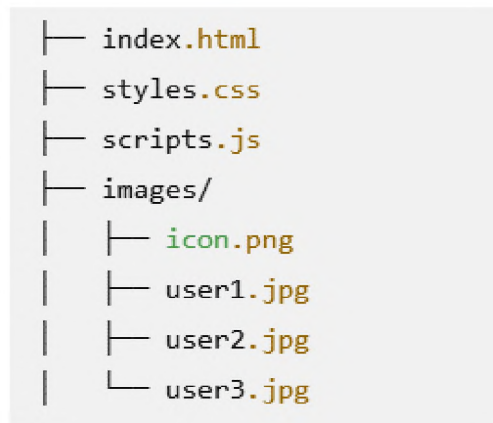 ├── index.html
├── styles.css
├── scripts.js
├── images/
│   ├── icon.png
│   ├── user1.jpg
│   ├── user2.jpg
│   └── user3.jpg